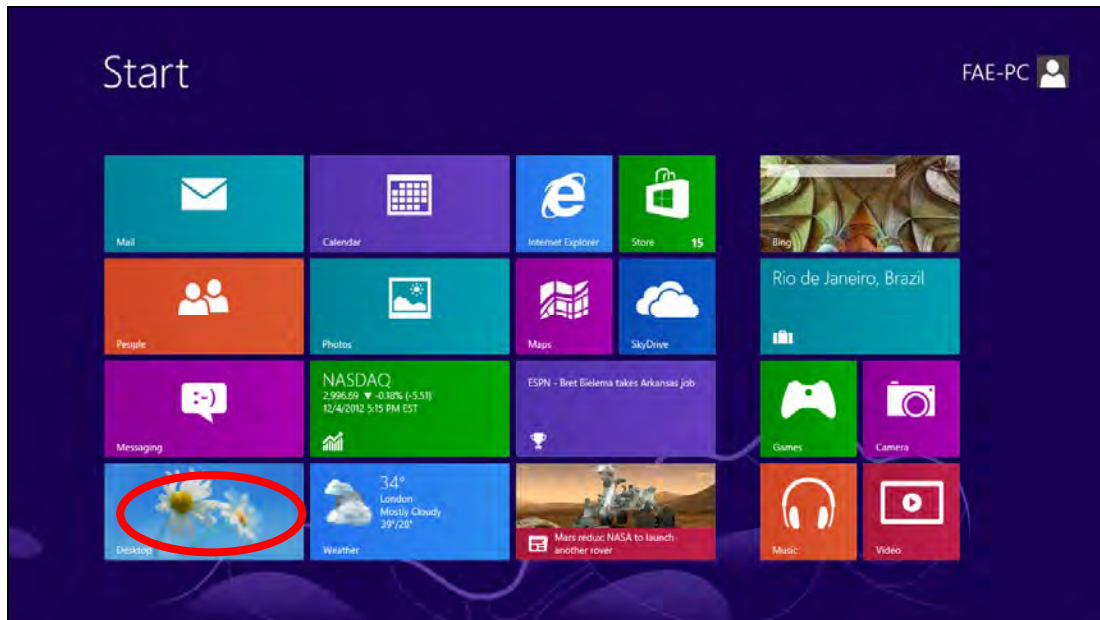 Start
FAE-PC
Mail
Calendar
Internet Explorer
Store 15
Bing
People
Photos
Maps
SkyDrive
Rio de Janeiro, Brazil
Messaging
NASDAQ
2,996.69 ▼ -0.18% (-5.51)
12/4/2012 5:15 PM EST
ESPN - Bret Bielema takes Arkansas job
Games
Camera
Desktop
34°
London
Mostly Cloudy
39°/28°
Weather
Mars redux: NASA to launch
another rover
Music
Video